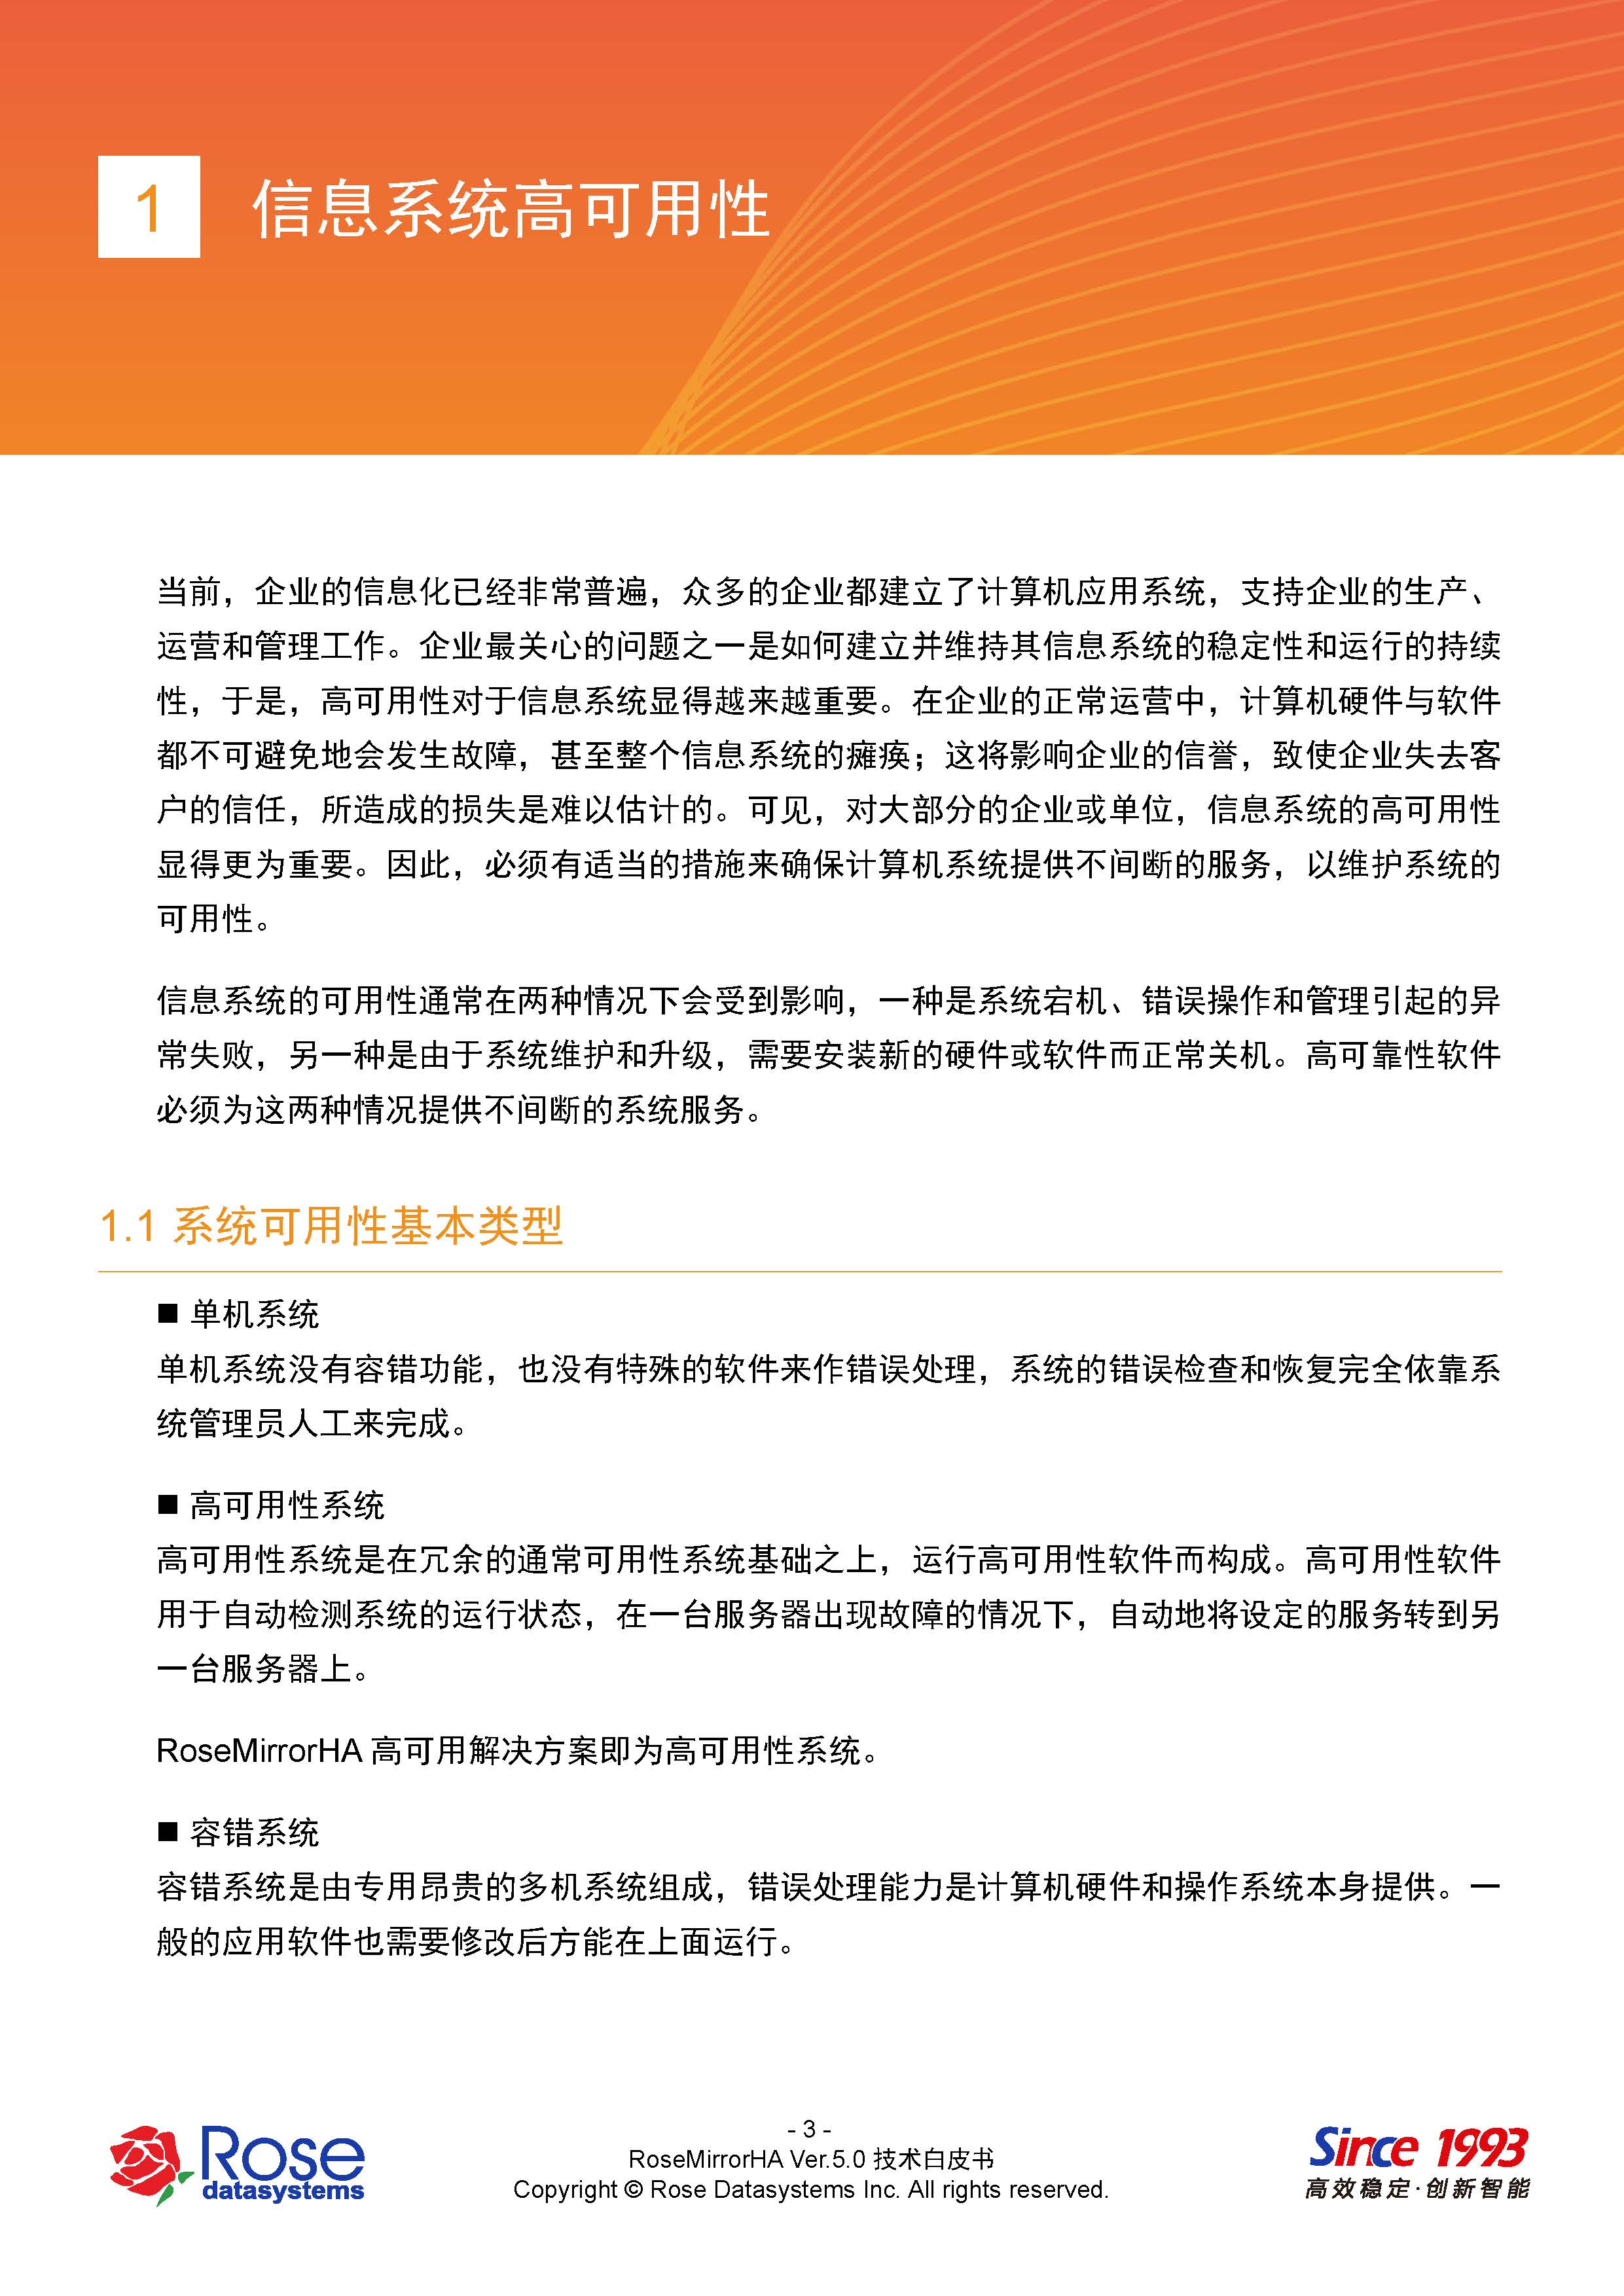 1 信息系统高可用性
当前，企业的信息化已经非常普遍，众多的企业都建立了计算机应用系统，支持企业的生产、
运营和管理工作。企业最关心的问题之一是如何建立并维持其信息系统的稳定性和运行的持续
性，于是，高可用性对于信息系统显得越来越重要。在企业的正常运营中，计算机硬件与软件
都不可避免地会发生故障，甚至整个信息系统的瘫痪；这将影响企业的信誉，致使企业失去客
户的信任，所造成的损失是难以估计的。可见，对大部分的企业或单位，信息系统的高可用性
显得更为重要。因此，必须有适当的措施来确保计算机系统提供不间断的服务，以维护系统的
可用性。
信息系统的可用性通常在两种情况下会受到影响，一种是系统宕机、错误操作和管理引起的异
常失败，另一种是由于系统维护和升级，需要安装新的硬件或软件而正常关机。高可靠性软件
必须为这两种情况提供不间断的系统服务。
1.1 系统可用性基本类型
■ 单机系统
单机系统没有容错功能，也没有特殊的软件来作错误处理，系统的错误检查和恢复完全依靠系
统管理员人工来完成。
■ 高可用性系统
高可用性系统是在冗余的通常可用性系统基础之上，运行高可用性软件而构成。高可用性软件
用于自动检测系统的运行状态，在一台服务器出现故障的情况下，自动地将设定的服务转到另
一台服务器上。
RoseMirrorHA 高可用解决方案即为高可用性系统。
■ 容错系统
容错系统是由专用昂贵的多机系统组成，错误处理能力是计算机硬件和操作系统本身提供。一
般的应用软件也需要修改后方能在上面运行。
Rose
datasystems
- 3 -
RoseMirrorHA Ver.5.0 技术白皮书
Copyright © Rose Datasystems Inc. All rights reserved.
Since 1993
高效稳定·创新智能